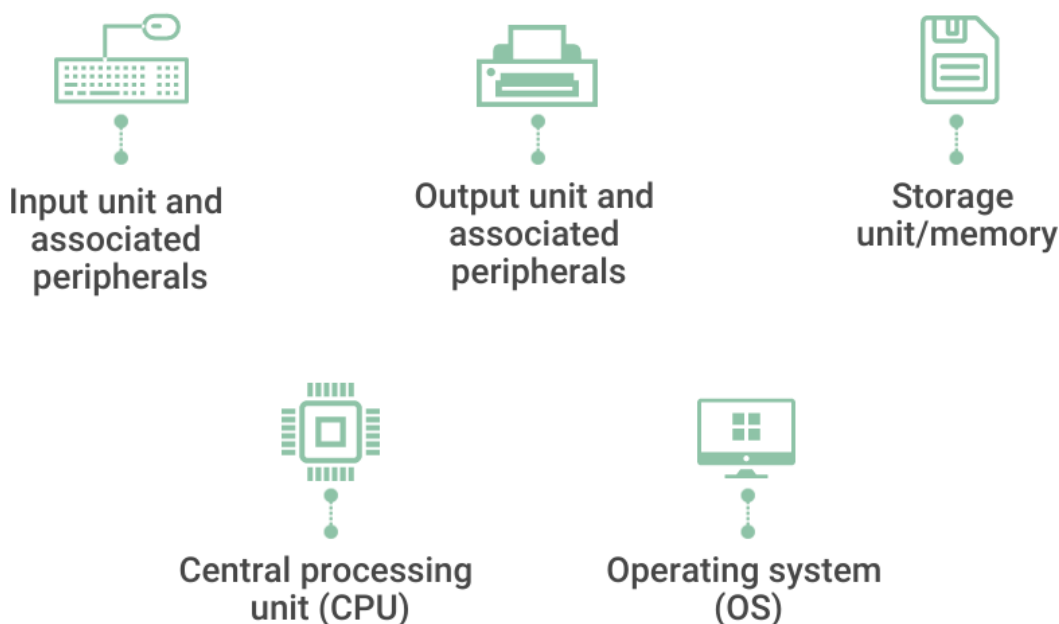 Input unit and
associated
peripherals
Output unit and
associated
peripherals
Storage
unit/memory
Central processing
unit (CPU)
Operating system
(OS)